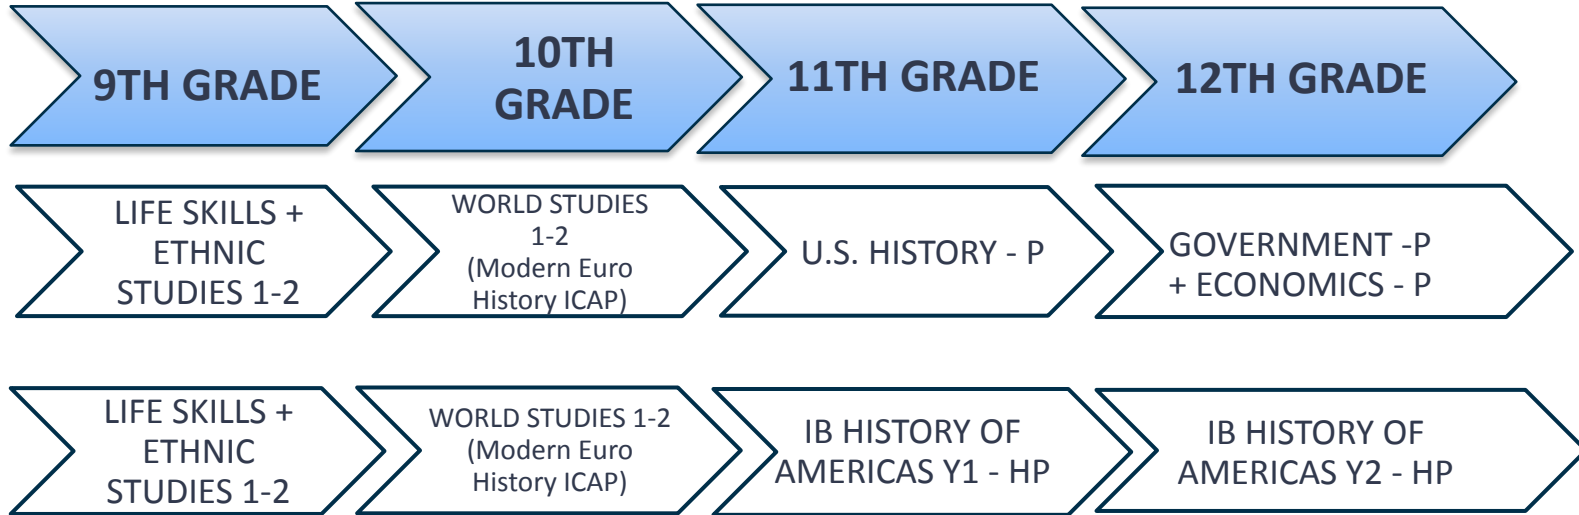 9TH GRADE
10TH
GRADE
11TH GRADE
12TH GRADE
LIFE SKILLS +
ETHNIC
STUDIES 1-2
WORLD STUDIES
1-2
(Modern Euro
History ICAP)
U.S. HISTORY - P
GOVERNMENT -P
+ ECONOMICS - P
LIFE SKILLS +
ETHNIC
STUDIES 1-2
WORLD STUDIES 1-2
(Modern Euro
History ICAP)
IB HISTORY OF
AMERICAS Y1 - HP
IB HISTORY OF
AMERICAS Y2 - HP